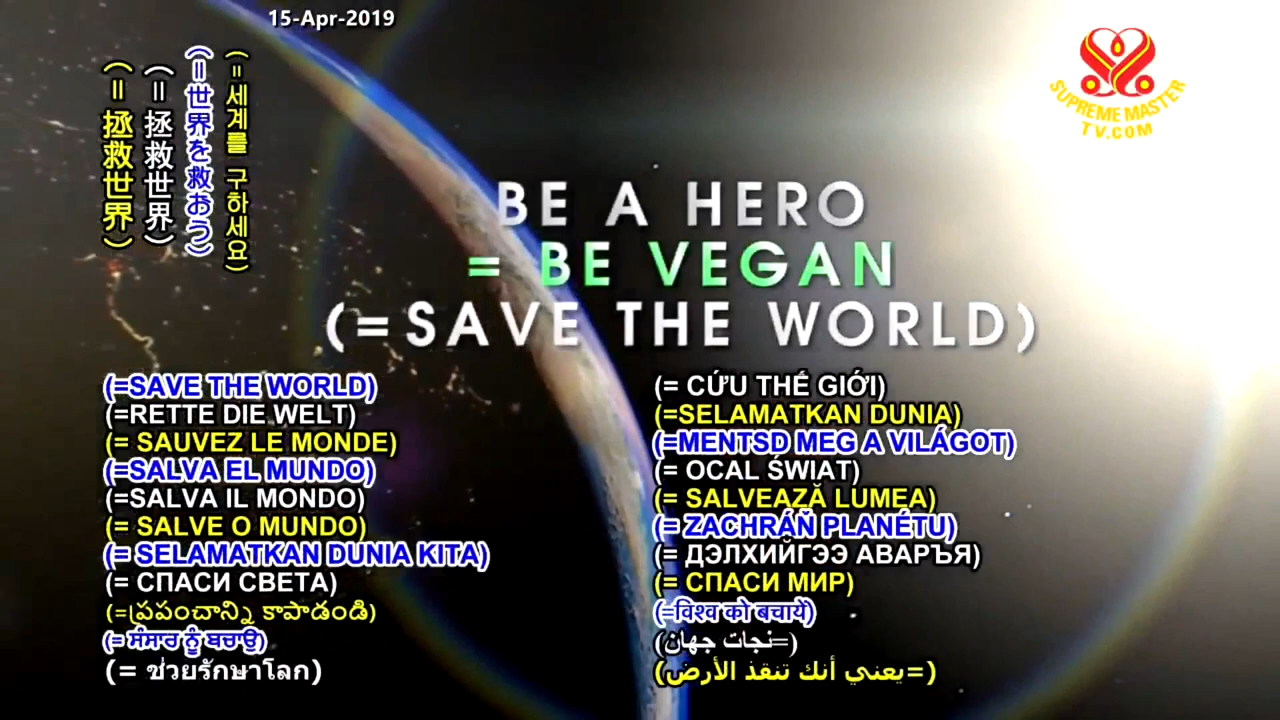 15-Apr-2019
SUPREME MASTER
TV.COM
(=세계를 구하세요)
(=世界を救おう)
(=拯救世界)
(=拯救世界)
BE A HERO
= BE VEGAN
(=SAVE THE WORLD)
(=SAVE THE WORLD)
(=RETTE DIE WELT)
(= SAUVEZ LE MONDE)
(=SALVA EL MUNDO)
(=SALVA IL MONDO)
(= SALVE O MUNDO)
(= SELAMATKAN DUNIA KITA)
(= СПАСИ СВЕТА)
(=ప్రపంచాన్ని కాపాడండి)
(= ਸੰਸਾਰ ਨੂੰ ਬਚਾਉ)
(= ช่วยรักษาโลก)
(= CỨU THẾ GIỚI)
(=SELAMATKAN DUNIA)
(=MENTSD MEG A VILÁGOT)
(= OCAL ŚWIAT)
(= SALVEAZĂ LUMEA)
(= ZACHRÁŇ PLANÉTU)
(= ДЭЛХИЙГЭЭ АВАРЪЯ)
(= СПАСИ МИР)
(=विश्व को बचायें)
(=نجات جهان)
(=يعني أنك تنقذ الأرض)